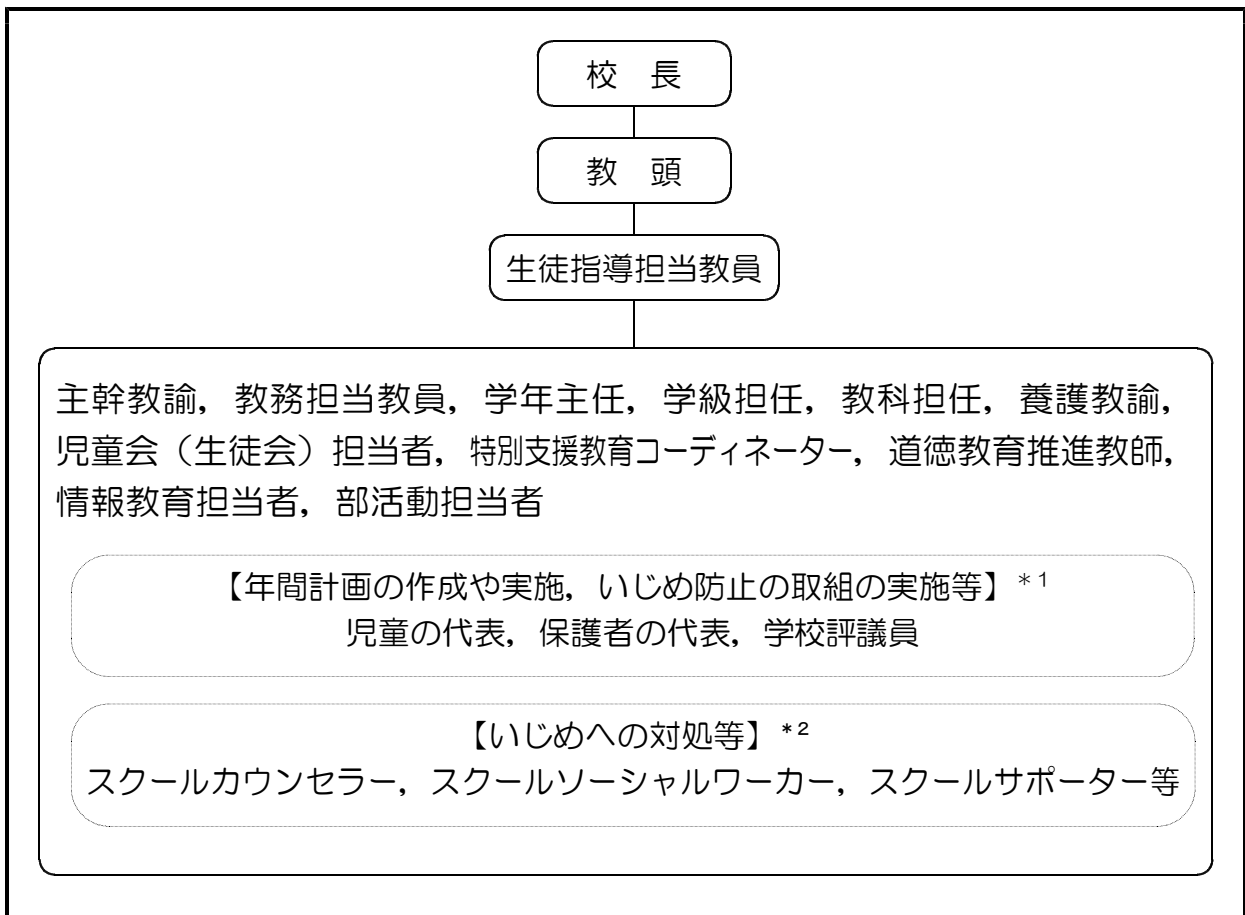 校　長
教　頭
生徒指導担当教員
主幹教諭，教務担当教員，学年主任，学級担任，教科担任，養護教諭，
児童会（生徒会）担当者，特別支援教育コーディネーター，道徳教育推進教師，
情報教育担当者，部活動担当者
【年間計画の作成や実施，いじめ防止の取組の実施等】＊１
児童の代表，保護者の代表，学校評議員
【いじめへの対処等】＊２
スクールカウンセラー，スクールソーシャルワーカー，スクールサポーター等